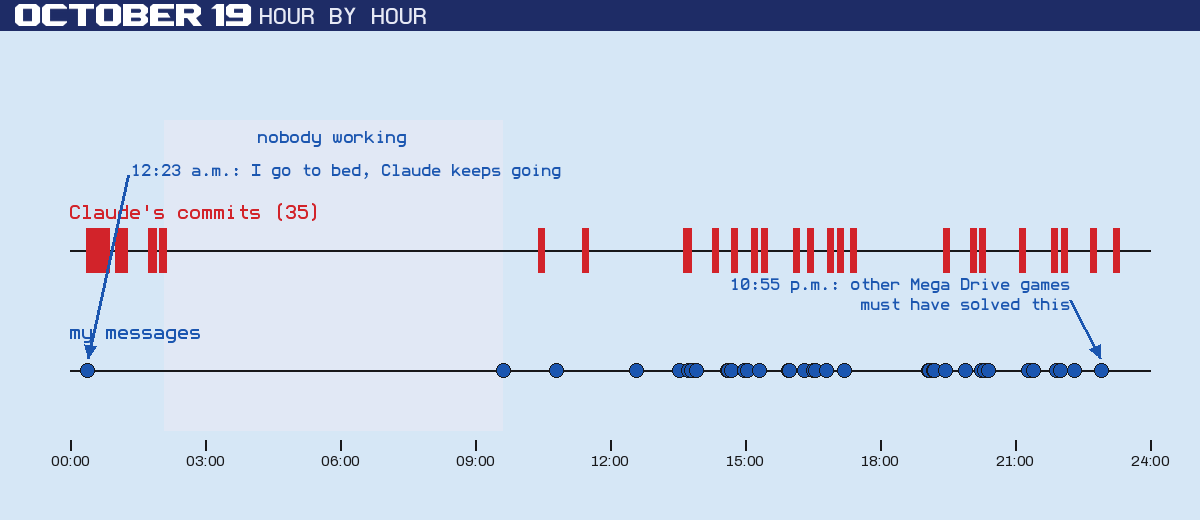 OCTOBER 19 HOUR BY HOUR
nobody working
12:23 a.m.: I go to bed, Claude keeps going
Claude's commits (35)
10:55 p.m.: other Mega Drive games
must have solved this
my messages
00:00 03:00 06:00 09:00 12:00 15:00 18:00 21:00 24:00